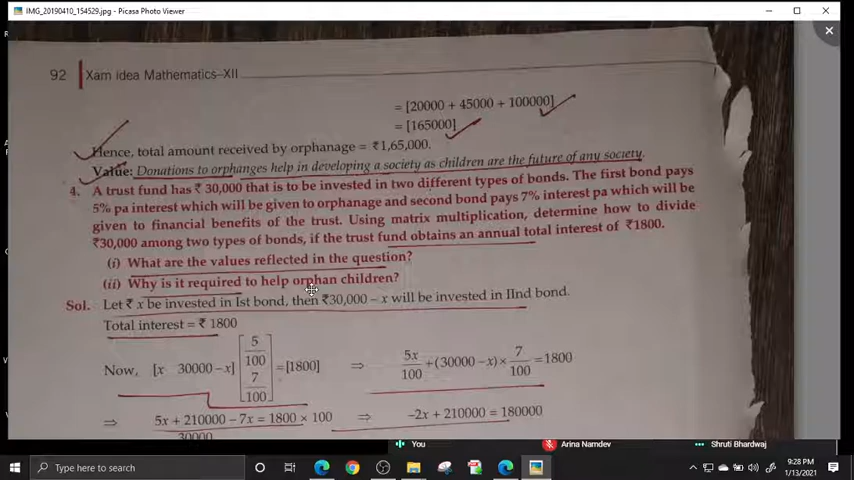 IMG_20190410_154529.jpg - Picasa Photo Viewer
92 Xam idea Mathematics–XII
= [20000 + 45000 + 100000]
= [165000]
Hence, total amount received by orphanage = ₹1,65,000.
Value: Donations to orphanges help in developing a society as children are the future of any society.
4. A trust fund has ₹ 30,000 that is to be invested in two different types of bonds. The first bond pays
5% pa interest which will be given to orphanage and second bond pays 7% interest pa which will be
given to financial benefits of the trust. Using matrix multiplication, determine how to divide
₹30,000 among two types of bonds, if the trust fund obtains an annual total interest of ₹1800.
(i) What are the values reflected in the question?
(ii) Why is it required to help orphan children?
Sol. Let ₹ x be invested in Ist bond, then ₹30,000 – x will be invested in IInd bond.
Total interest = ₹ 1800
Now, [x 30000 – x] [5/100 7/100] = [1800] ⇒ 5x/100 + (30000 – x) × 7/100 = 1800
⇒ 5x + 210000 – 7x = 1800 × 100 ⇒ –2x + 210000 = 180000
30000
You Arina Namdev Shruti Bhardwaj
Type here to search
9:28 PM
1/13/2021